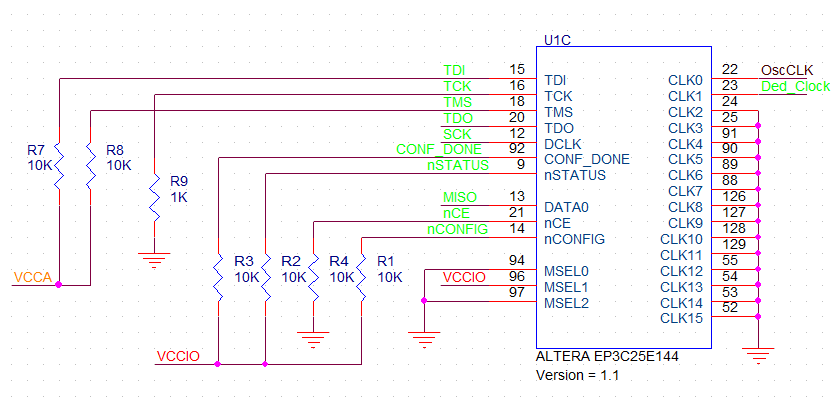 U1C
TDI 15 TDI CLK0 22 OscCLK
TCK 16 TCK CLK1 23 Ded_Clock
TMS 18 TMS CLK2 24
TDO 20 TDO CLK3 25
SCK 12 DCLK CLK4 91
CONF_DONE 92 CONF_DONE CLK5 90
nSTATUS 9 nSTATUS CLK6 89
CLK7 88
MISO 13 DATA0 CLK8 126
nCE 21 nCE CLK9 127
nCONFIG 14 nCONFIG CLK10 128
CLK11 129
94 MSEL0 CLK12 55
VCCIO 96 MSEL1 CLK13 54
97 MSEL2 CLK14 53
CLK15 52
R7 R8
10K 10K
R9
1K
R3 R2 R4 R1
10K 10K 10K 10K
VCCA
VCCIO
ALTERA EP3C25E144
Version = 1.1